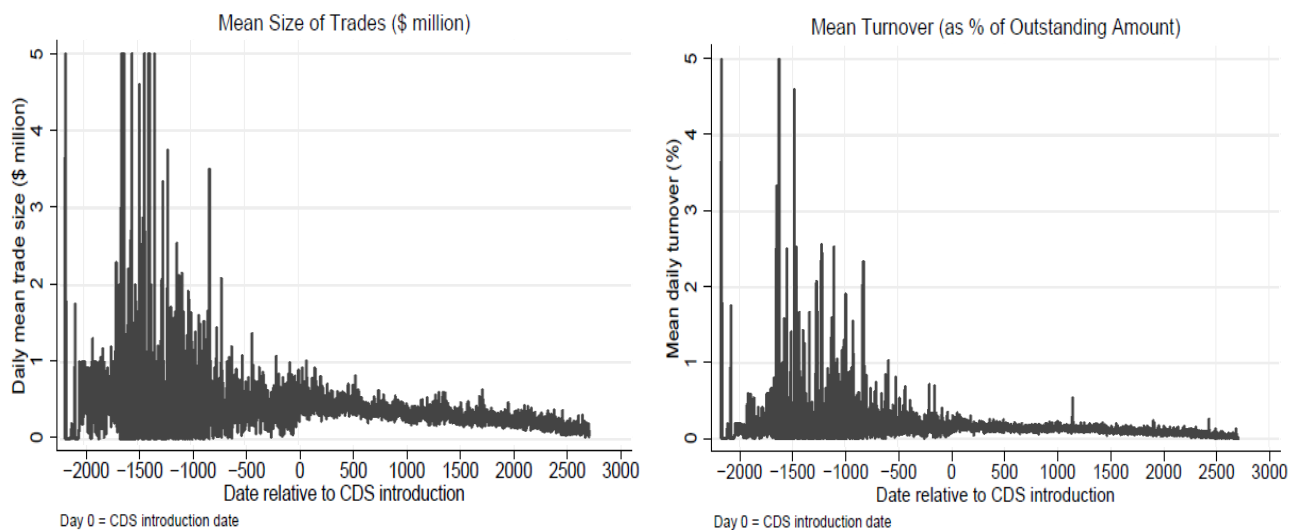 Mean Size of Trades ($ million)
Daily mean trade size ($ million)
5
4
3
2
1
0
-2000 -1500 -1000 -500 0 500 1000 1500 2000 2500 3000
Date relative to CDS introduction
Day 0 = CDS introduction date
Mean Turnover (as % of Outstanding Amount)
Mean daily turnover (%)
5
4
3
2
1
0
-2000 -1500 -1000 -500 0 500 1000 1500 2000 2500 3000
Date relative to CDS introduction
Day 0 = CDS introduction date